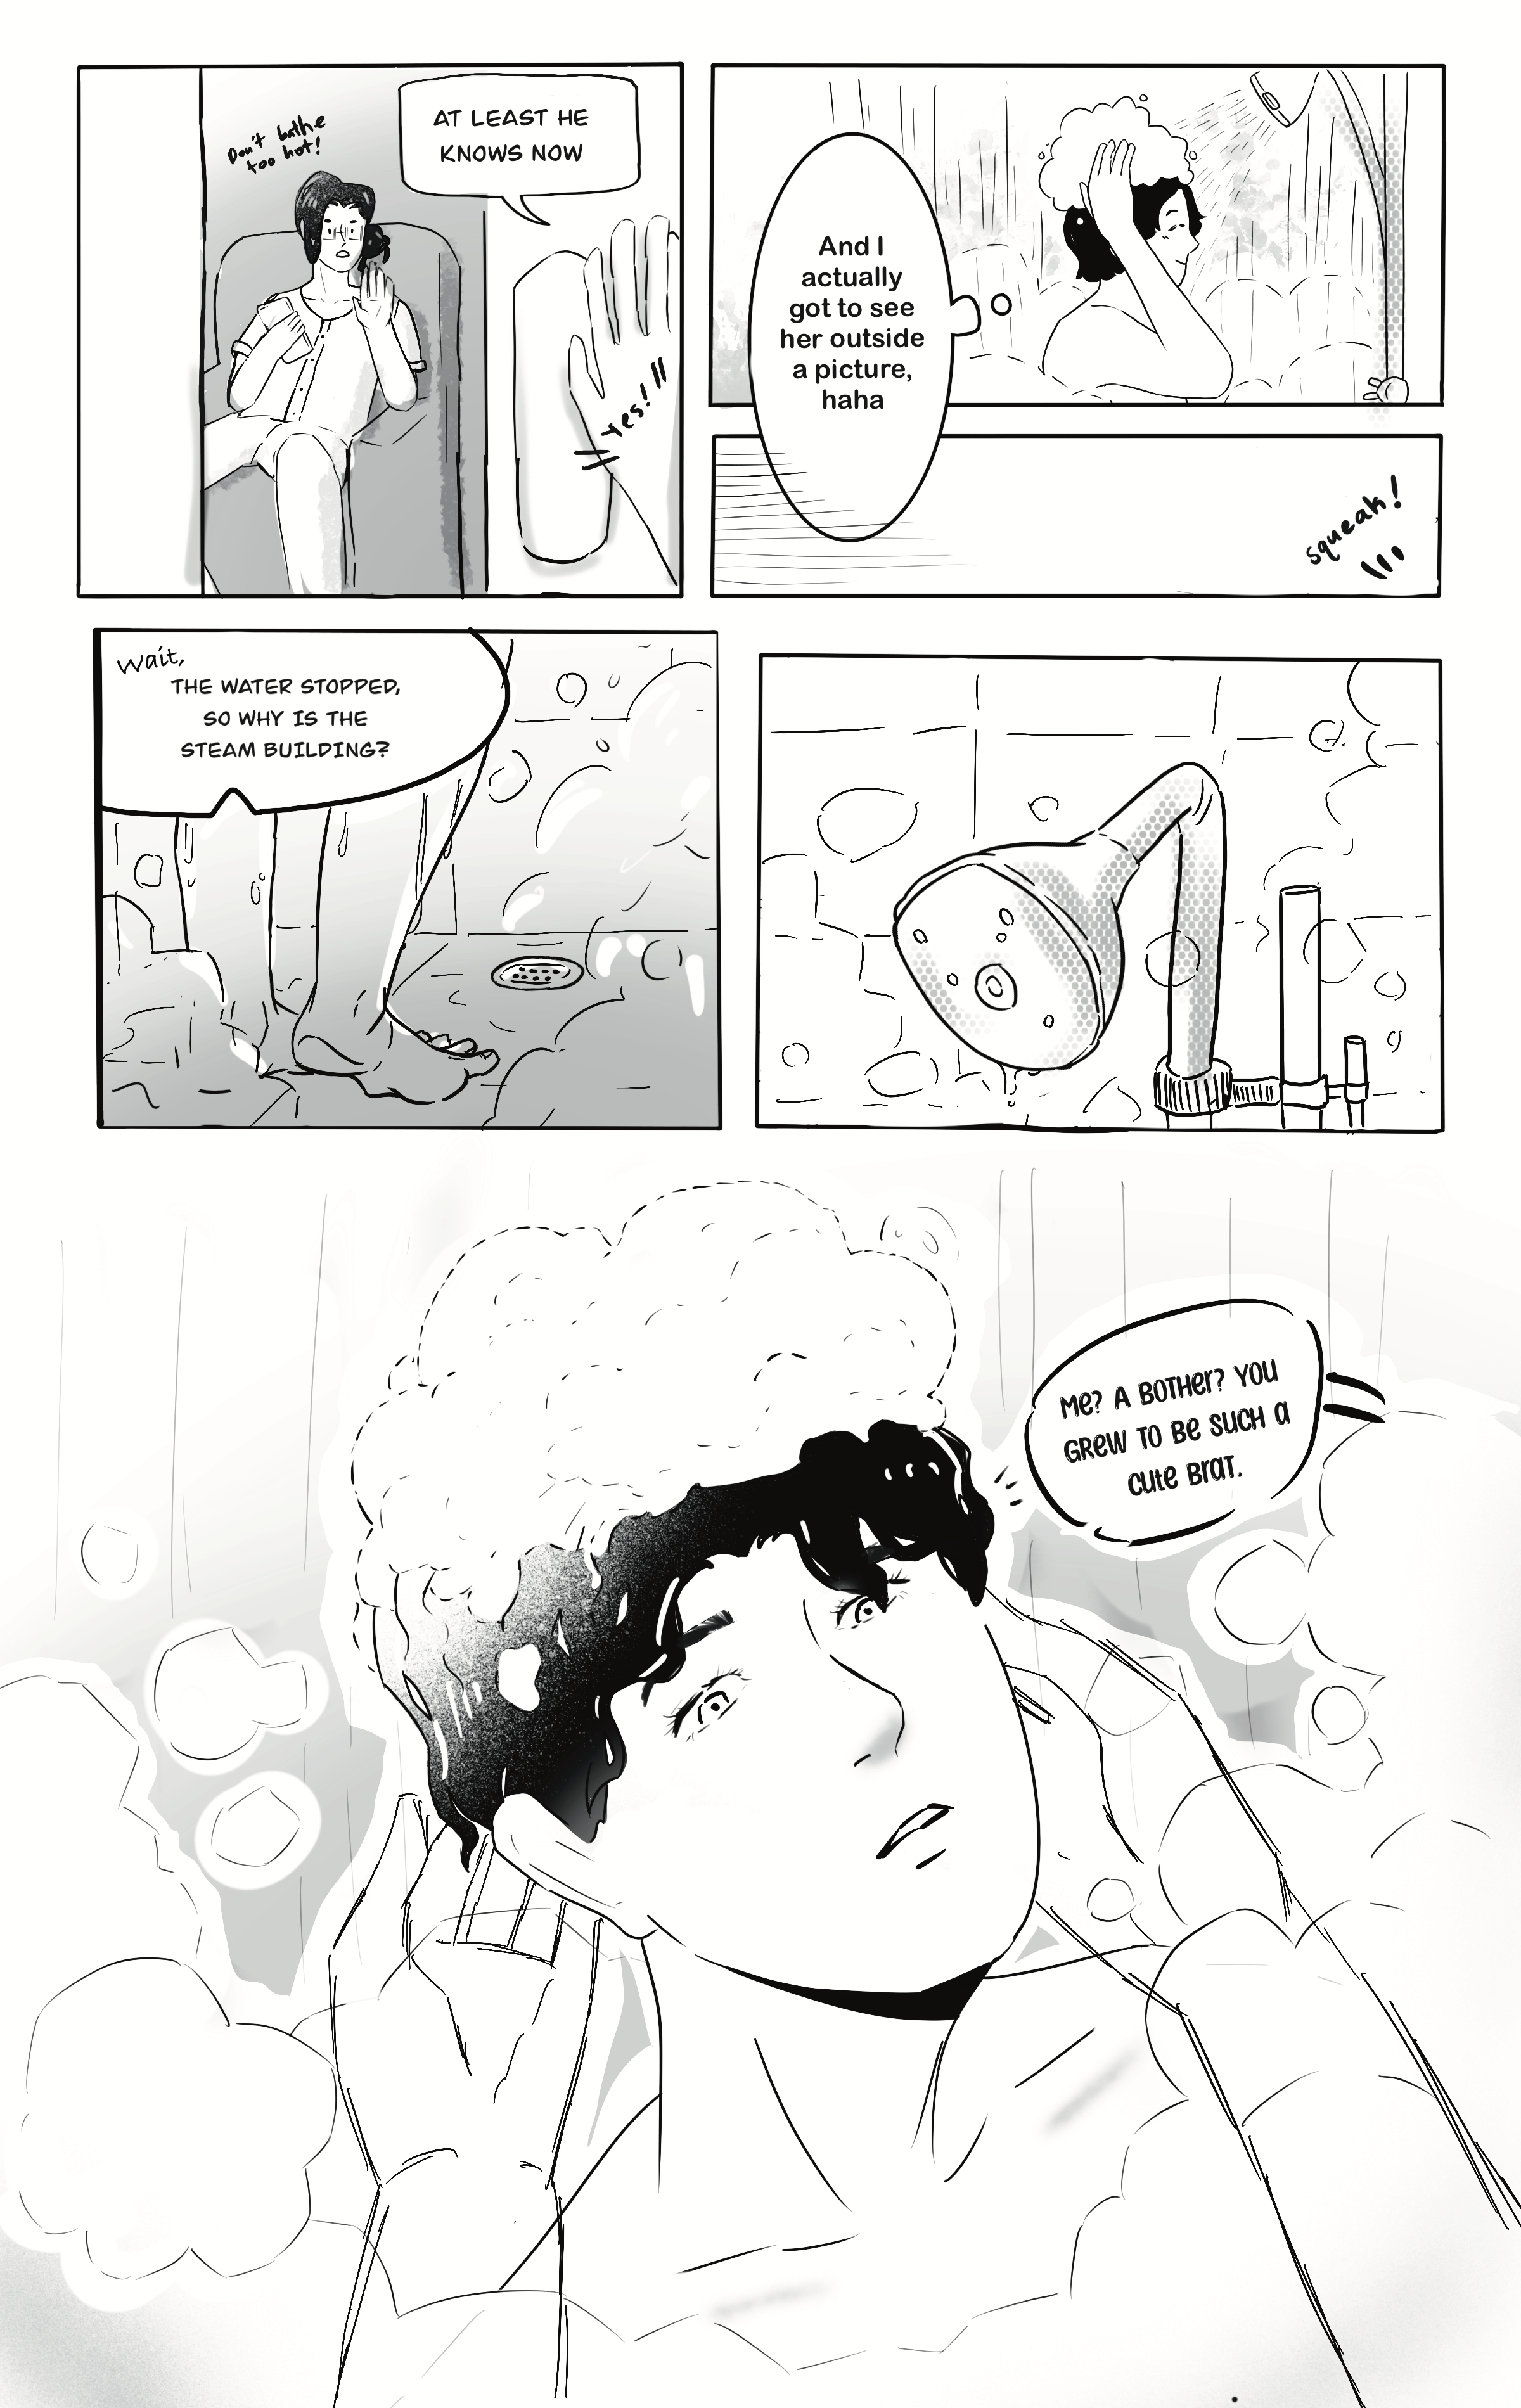 Don't bathe
too hot!
AT LEAST HE
KNOWS NOW
Yes!
And I
actually
got to see
her outside
a picture,
haha
squeak!
Wait,
THE WATER STOPPED,
SO WHY IS THE
STEAM BUILDING?
Me? A BOTHer? YOU
GREW TO Be SUCH a
CUTe BRAT.